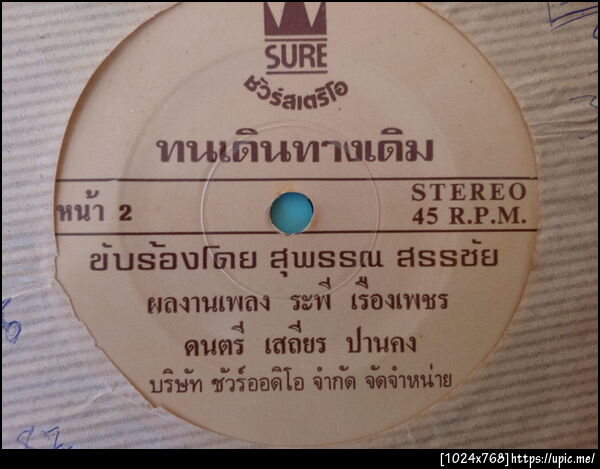 SURE
ชัวร์สเตริโอ
ทนเดินทางเดิม
หน้า 2
STEREO
45 R.P.M.
ขับร้องโดย สุพรรณ สรรชัย
ผลงานเพลง ระพี เรืองเพชร
ดนตรี เสถียร ปานคง
บริษัท ชัวร์ออดิโอ จำกัด จัดจำหน่าย
[1024x768]https://upic.me/